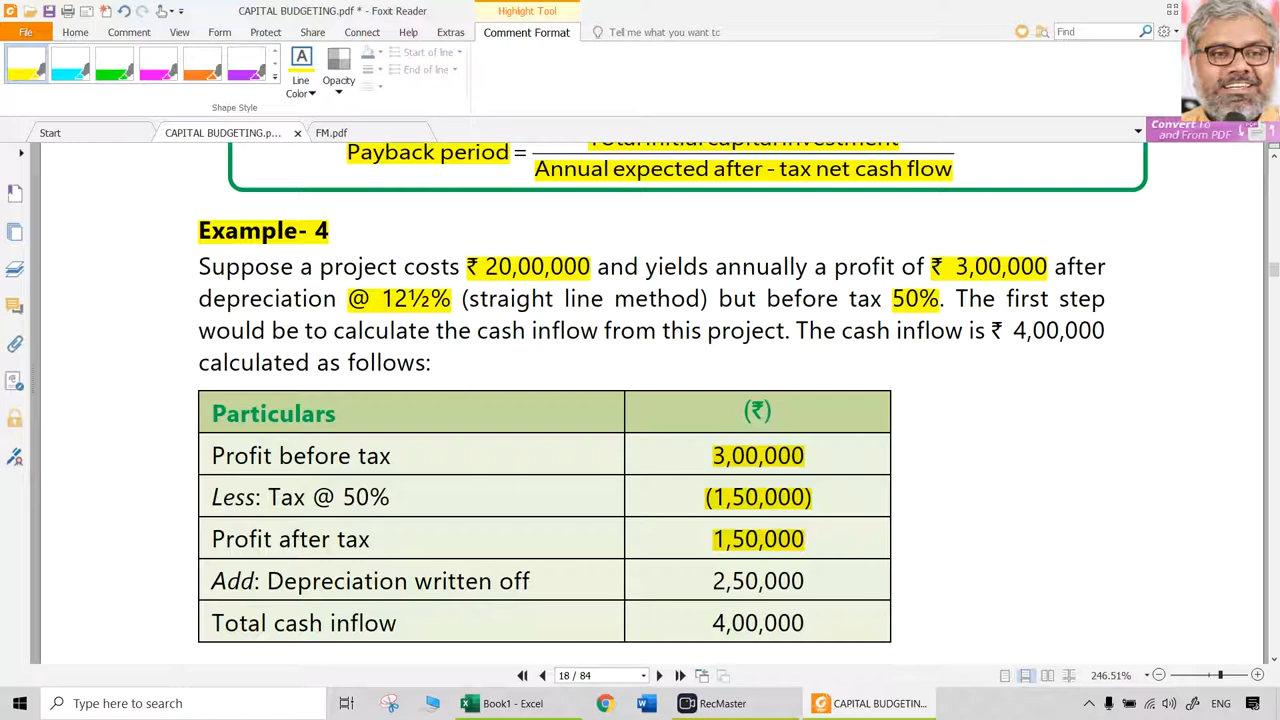 CAPITAL BUDGETING.pdf * - Foxit Reader
Highlight Tool
File Home Comment View Form Protect Share Connect Help Extras Comment Format Tell me what you want tc Find
Start of line
End of line
Line Color
Opacity
Shape Style
Start CAPITAL BUDGETING.p... FM.pdf
Convert To
and From PDF
Payback period = Total initial capital investment
Annual expected after - tax net cash flow
Example- 4
Suppose a project costs ₹ 20,00,000 and yields annually a profit of ₹ 3,00,000 after
depreciation @ 12½% (straight line method) but before tax 50%. The first step
would be to calculate the cash inflow from this project. The cash inflow is ₹ 4,00,000
calculated as follows:
Particulars (₹)
Profit before tax 3,00,000
Less: Tax @ 50% (1,50,000)
Profit after tax 1,50,000
Add: Depreciation written off 2,50,000
Total cash inflow 4,00,000
18 / 84 246.51%
Type here to search Book1 - Excel RecMaster CAPITAL BUDGETIN... ENG